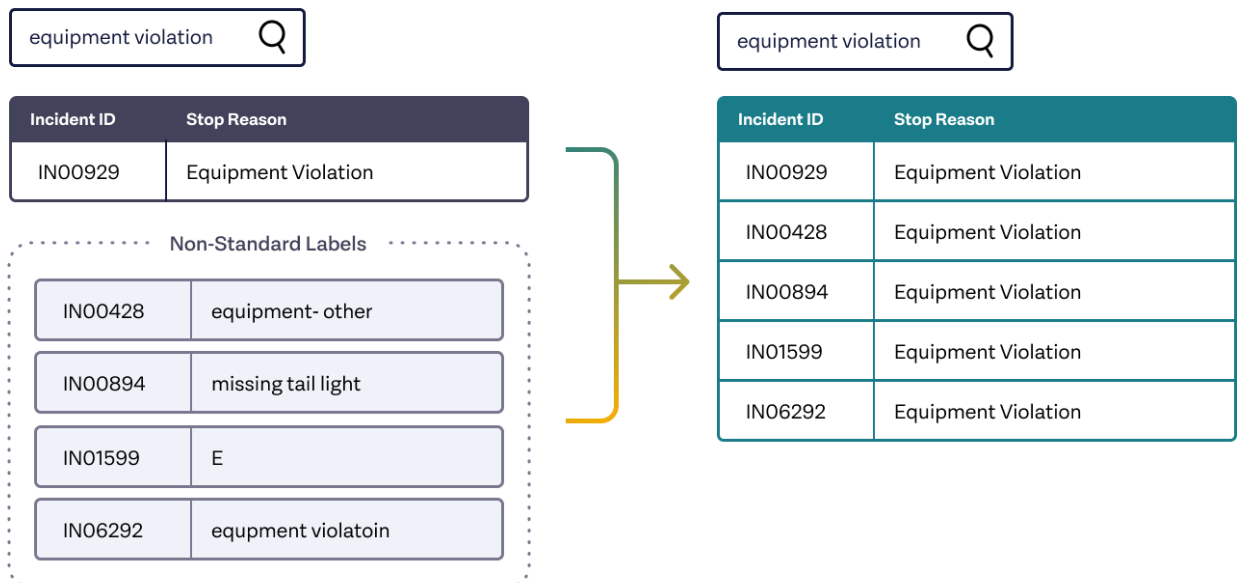 equipment violation
Incident ID Stop Reason
IN00929 Equipment Violation
Non-Standard Labels
IN00428 equipment- other
IN00894 missing tail light
IN01599 E
IN06292 equpment violatoin
equipment violation
Incident ID Stop Reason
IN00929 Equipment Violation
IN00428 Equipment Violation
IN00894 Equipment Violation
IN01599 Equipment Violation
IN06292 Equipment Violation